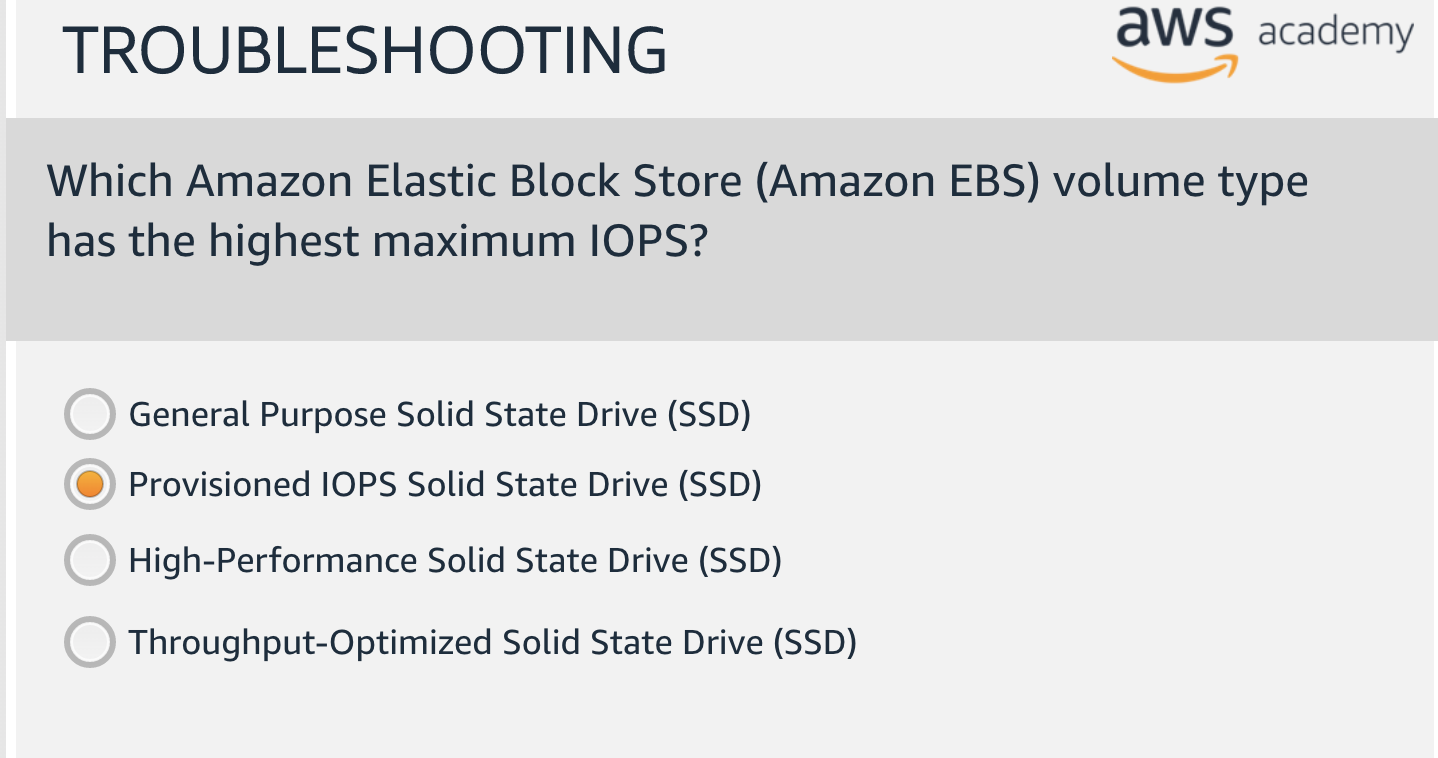 TROUBLESHOOTING
aws academy
Which Amazon Elastic Block Store (Amazon EBS) volume type
has the highest maximum IOPS?
General Purpose Solid State Drive (SSD)
Provisioned IOPS Solid State Drive (SSD)
High-Performance Solid State Drive (SSD)
Throughput-Optimized Solid State Drive (SSD)